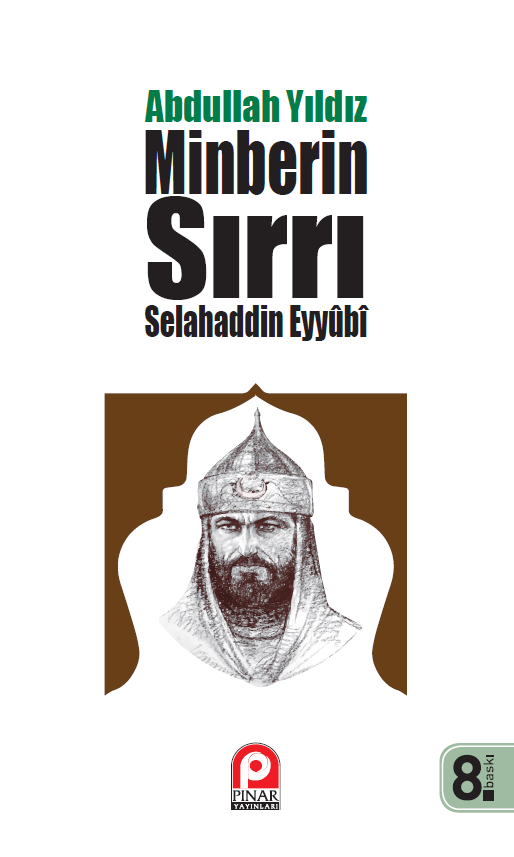 Abdullah Yıldız
Minberin
Sırrı
Selahaddin Eyyûbî
PINAR
YAYINLARI
8.baskı